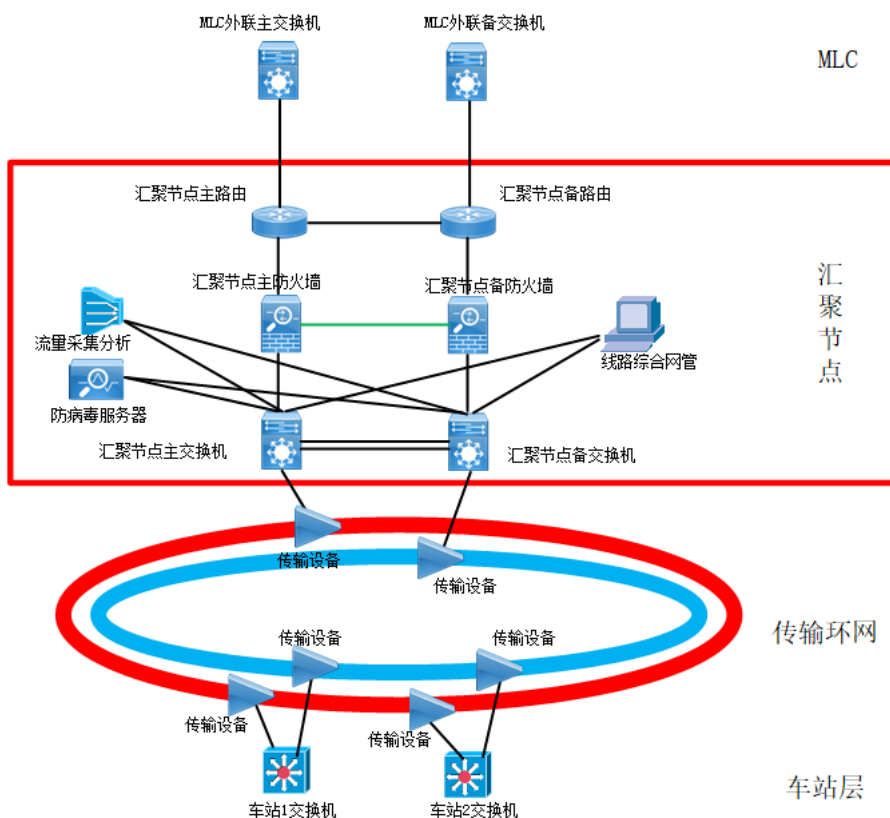 MLC外联主交换机
MLC外联备交换机
MLC
汇聚节点主路由
汇聚节点备路由
汇聚节点主防火墙
汇聚节点备防火墙
汇聚节点
流量采集分析
线路综合网管
防病毒服务器
汇聚节点主交换机
汇聚节点备交换机
传输设备
传输设备
传输设备
传输设备
传输环网
传输设备
传输设备
车站层
车站1交换机
车站2交换机